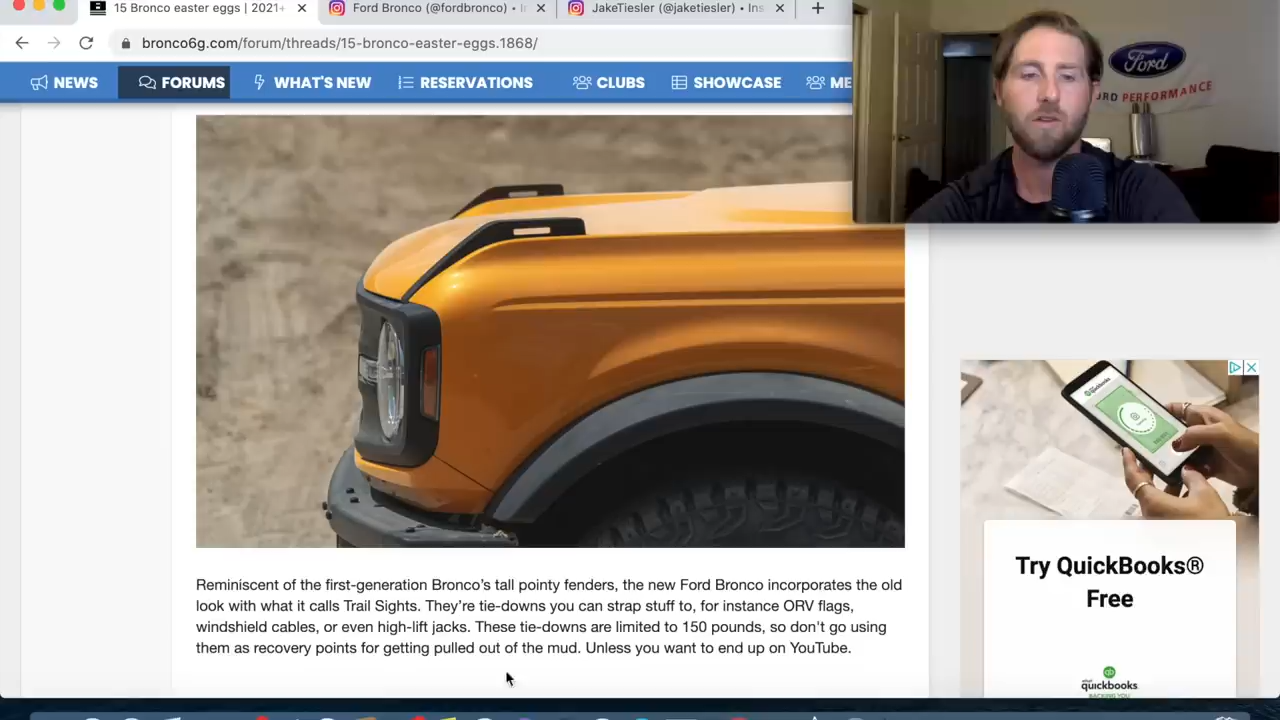 15 Bronco easter eggs | 2021+
Ford Bronco (@fordbronco) •
JakeTiesler (@jaketiesler) • Ins
bronco6g.com/forum/threads/15-bronco-easter-eggs.1868/
NEWS
FORUMS
WHAT'S NEW
RESERVATIONS
CLUBS
SHOWCASE
ME
Ford
ORD PERFORMANCE
Reminiscent of the first-generation Bronco's tall pointy fenders, the new Ford Bronco incorporates the old
look with what it calls Trail Sights. They're tie-downs you can strap stuff to, for instance ORV flags,
windshield cables, or even high-lift jacks. These tie-downs are limited to 150 pounds, so don't go using
them as recovery points for getting pulled out of the mud. Unless you want to end up on YouTube.
Try QuickBooks®
Free
quickbooks
BACKING YOU